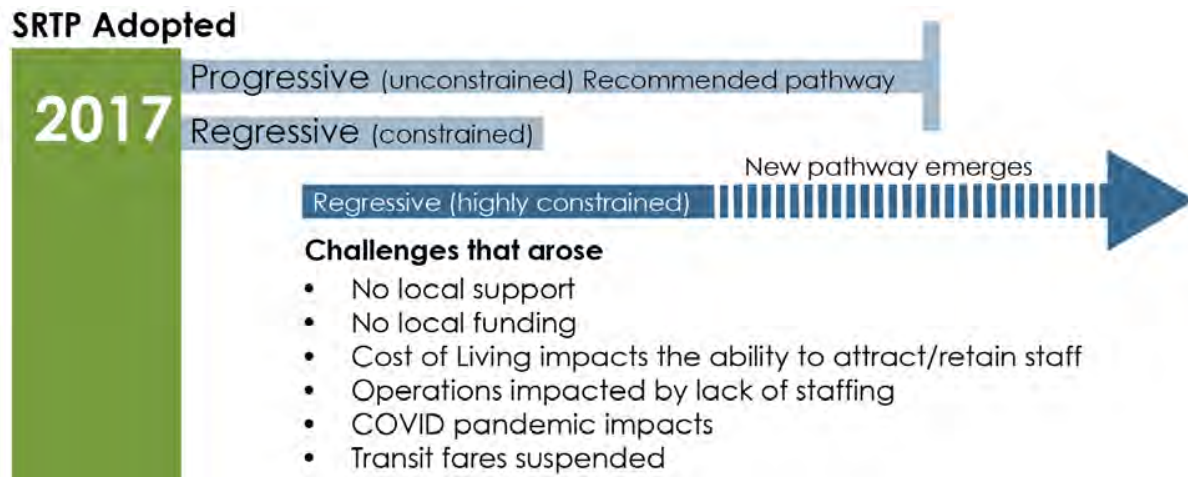 SRTP Adopted
2017
Progressive (unconstrained) Recommended pathway
Regressive (constrained)
New pathway emerges
Regressive (highly constrained)
Challenges that arose
• No local support
• No local funding
• Cost of Living impacts the ability to attract/retain staff
• Operations impacted by lack of staffing
• COVID pandemic impacts
• Transit fares suspended